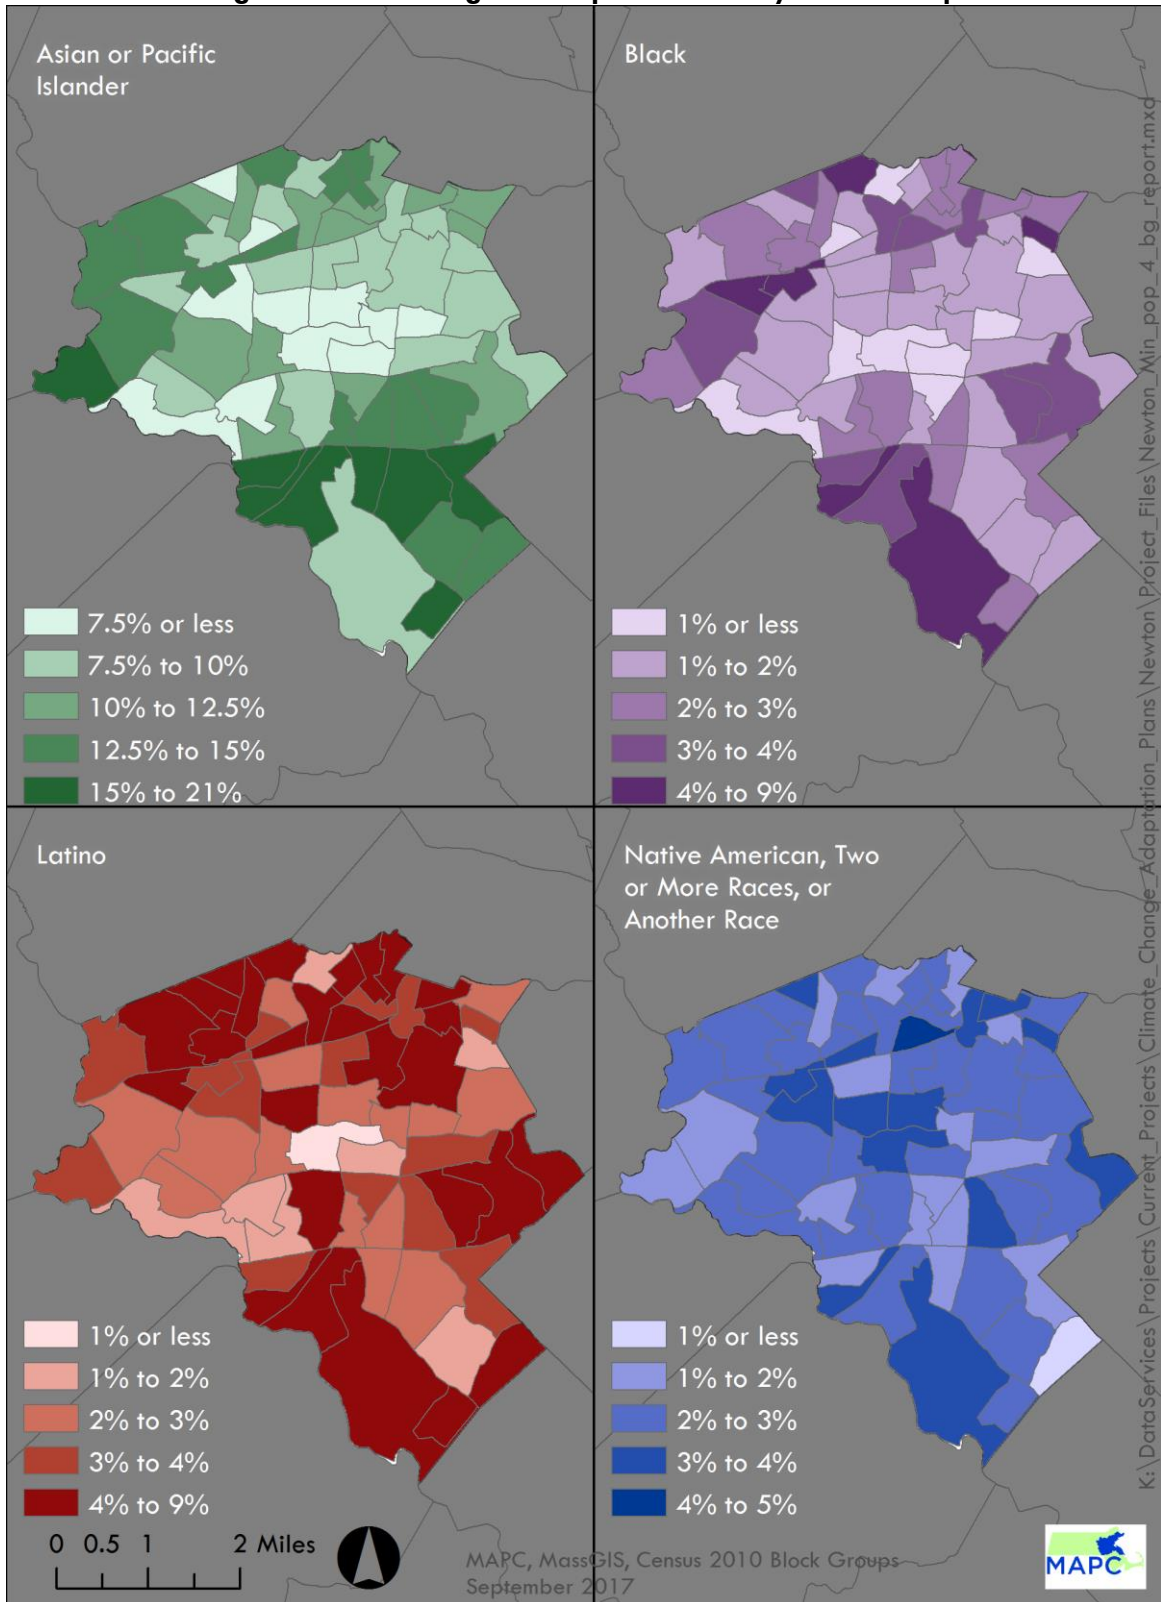 Asian or Pacific
Islander
7.5% or less
7.5% to 10%
10% to 12.5%
12.5% to 15%
15% to 21%
Black
1% or less
1% to 2%
2% to 3%
3% to 4%
4% to 9%
Latino
1% or less
1% to 2%
2% to 3%
3% to 4%
4% to 9%
0 0.5 1 2 Miles
Native American, Two
or More Races, or
Another Race
1% or less
1% to 2%
2% to 3%
3% to 4%
4% to 5%
MAPC, MassGIS, Census 2010 Block Groups
September 2017
MAPC
K:\DataServices\Projects\Current_Projects\Climate_Change_Adaptation_Plans\Newton\Project_Files\Newton_Min_pop_4_bg_report.mxd